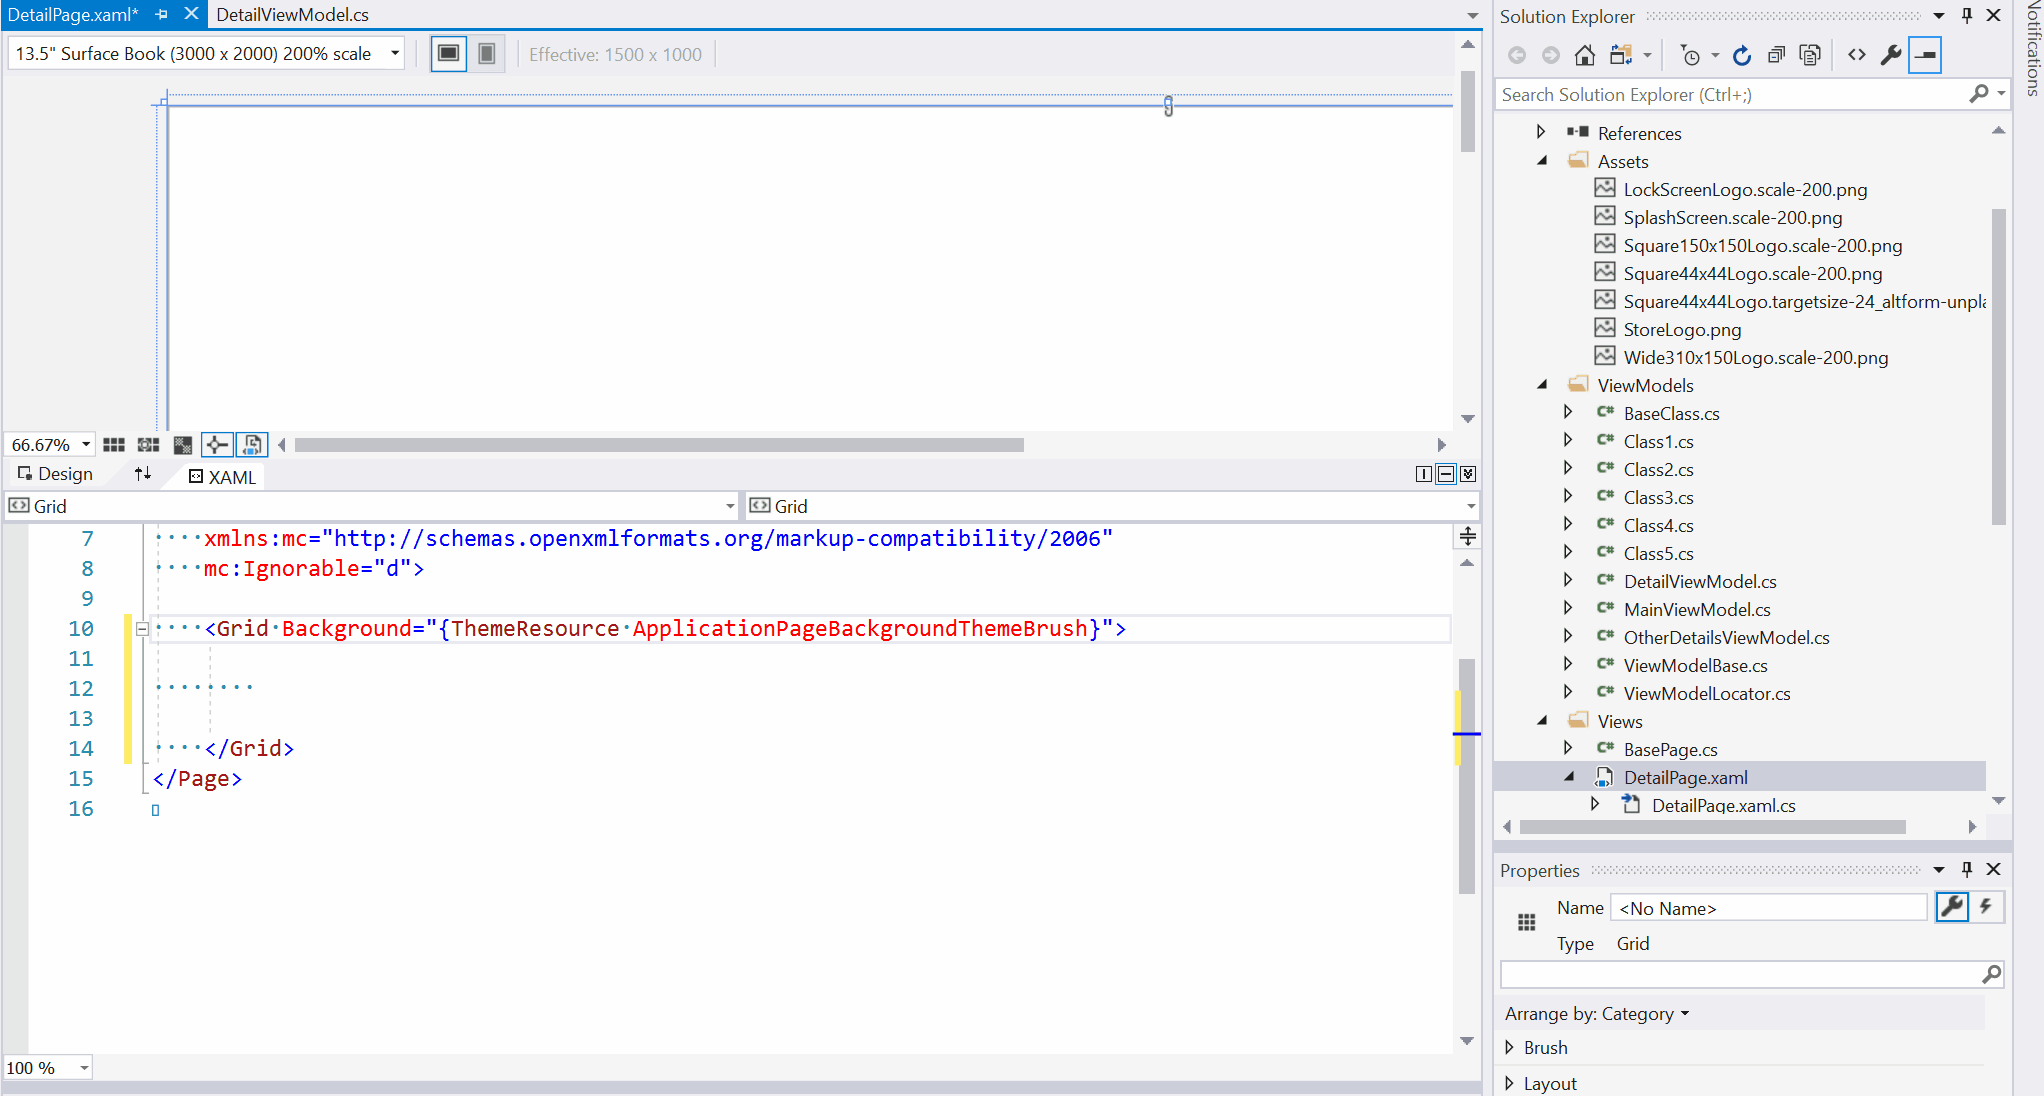 DetailPage.xaml*
DetailViewModel.cs
13.5" Surface Book (3000 x 2000) 200% scale
Effective: 1500 x 1000
66.67%
Design
XAML
Grid
Grid
7 xmlns:mc="http://schemas.openxmlformats.org/markup-compatibility/2006"
8 mc:Ignorable="d">
9
10 <Grid Background="{ThemeResource ApplicationPageBackgroundThemeBrush}">
11
12
13
14 </Grid>
15 </Page>
16
100 %
Solution Explorer
Search Solution Explorer (Ctrl+;)
References
Assets
LockScreenLogo.scale-200.png
SplashScreen.scale-200.png
Square150x150Logo.scale-200.png
Square44x44Logo.scale-200.png
Square44x44Logo.targetsize-24_altform-unpla
StoreLogo.png
Wide310x150Logo.scale-200.png
ViewModels
C# BaseClass.cs
C# Class1.cs
C# Class2.cs
C# Class3.cs
C# Class4.cs
C# Class5.cs
C# DetailViewModel.cs
C# MainViewModel.cs
C# OtherDetailsViewModel.cs
C# ViewModelBase.cs
C# ViewModelLocator.cs
Views
C# BasePage.cs
DetailPage.xaml
DetailPage.xaml.cs
Properties
Name <No Name>
Type Grid
Arrange by: Category
Brush
Layout
Notifications